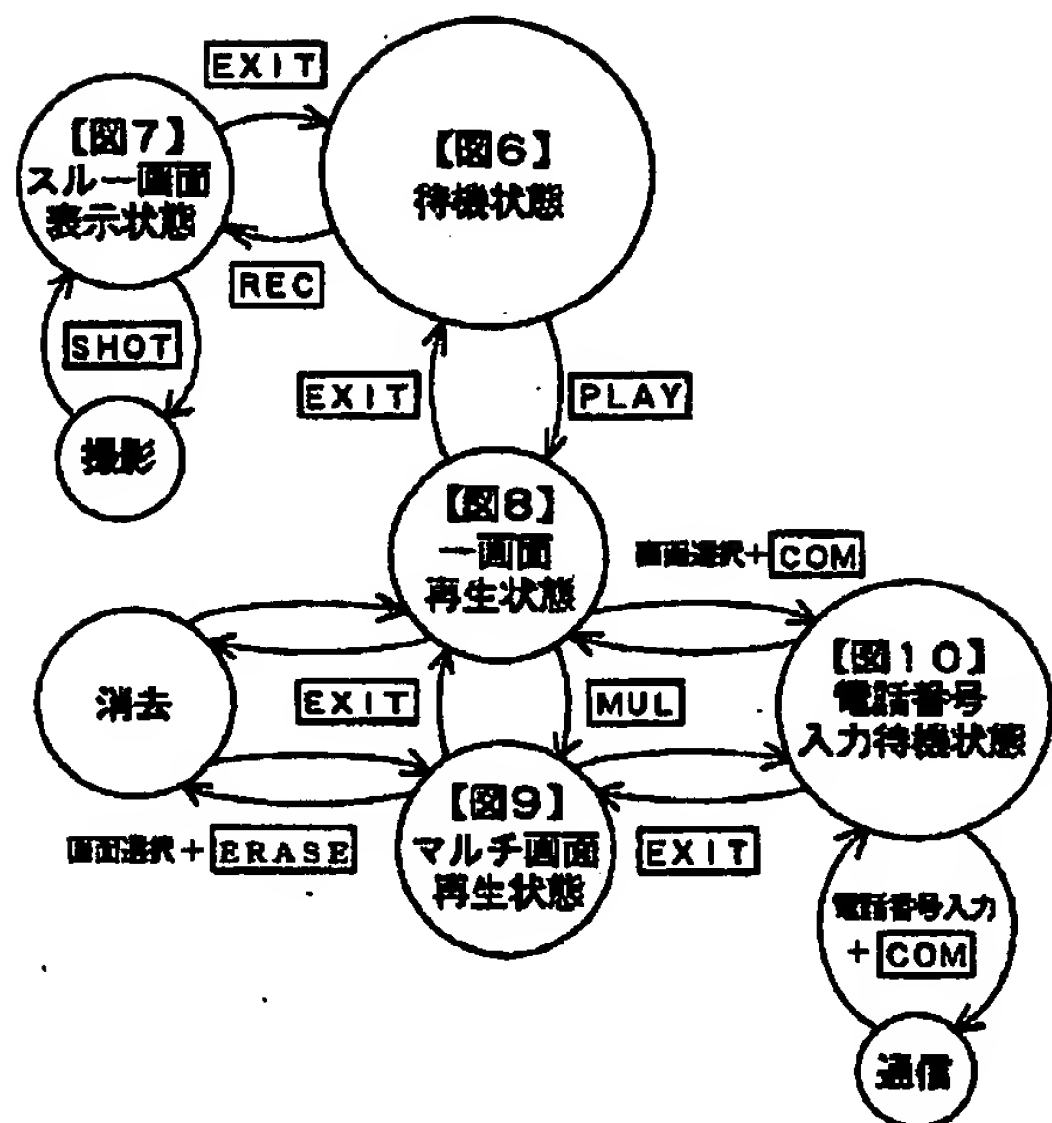 EXIT
【図7】
スルー画面
表示状態
【図6】
待機状態
REC
SHOT
EXIT
PLAY
撮影
【図8】
一画面
再生状態
画面選択+COM
消去
EXIT
MUL
【図10】
電話番号
入力待機状態
【図9】
マルチ画面
再生状態
画面選択+ERASE
EXIT
電話番号入力
+COM
通信